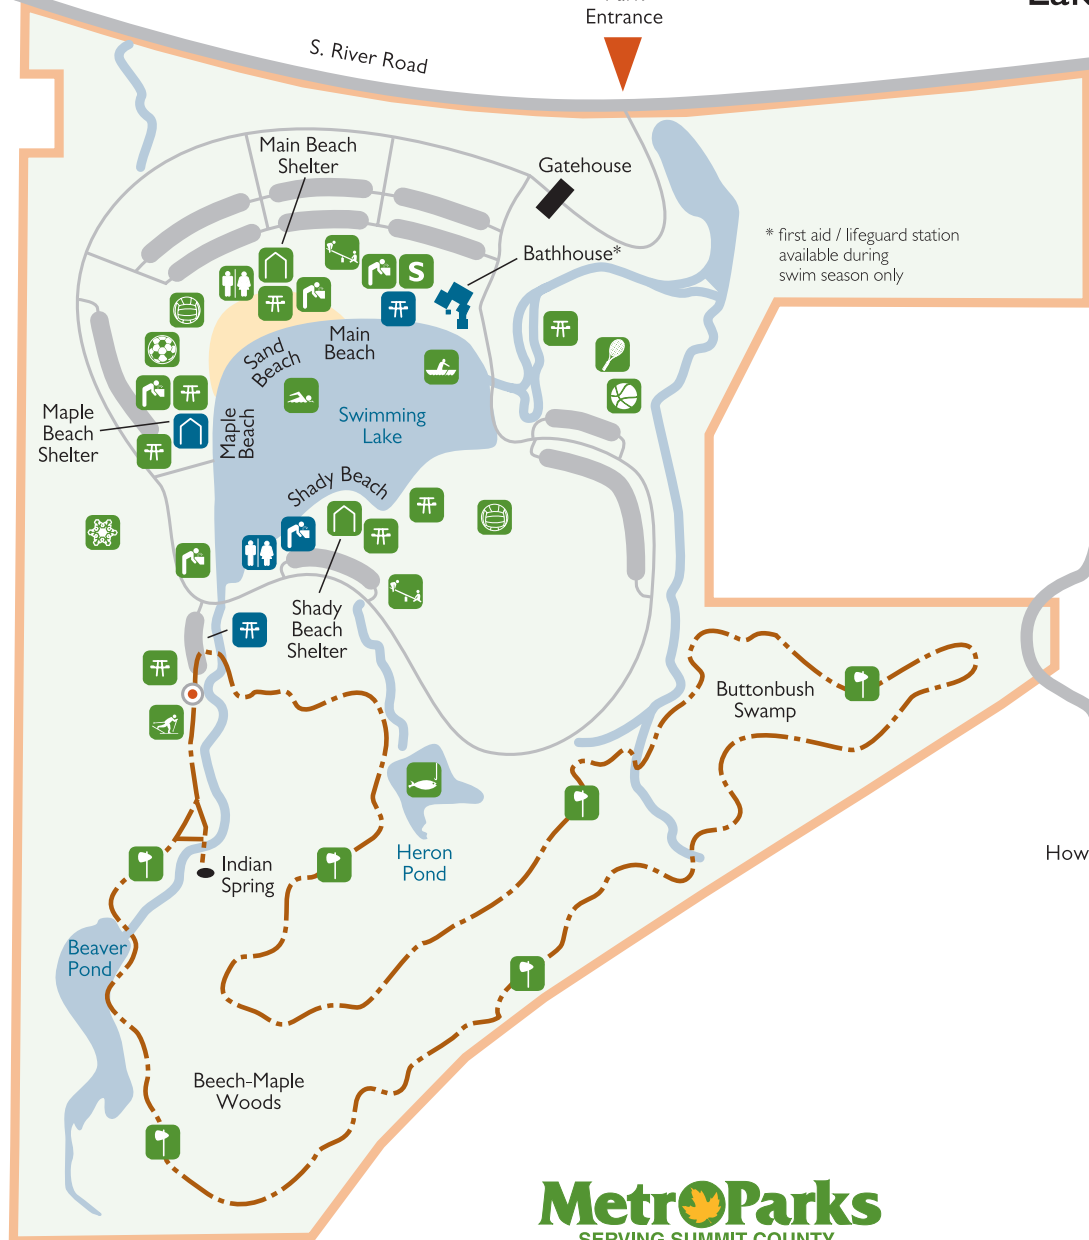 Entrance
S. River Road
Main Beach
Shelter
Gatehouse
Bathhouse*
* first aid / lifeguard station
available during
swim season only
S
Main
Beach
Sand
Beach
Maple
Beach
Shelter
Maple
Beach
Swimming
Lake
Shady Beach
Shady
Beach
Shelter
Buttonbush
Swamp
Indian
Spring
Heron
Pond
How
Beaver
Pond
Beech-Maple
Woods
MetroParks
SERVING SUMMIT COUNTY